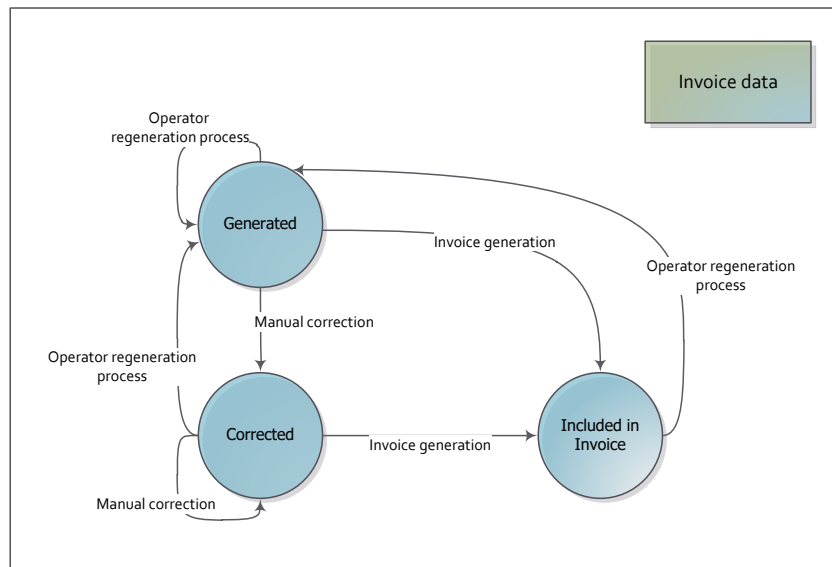 Invoice data
Operator
regeneration process
Generated
Invoice generation
Operator regeneration
process
Manual correction
Operator regeneration
process
Corrected
Invoice generation
Included in
Invoice
Manual correction